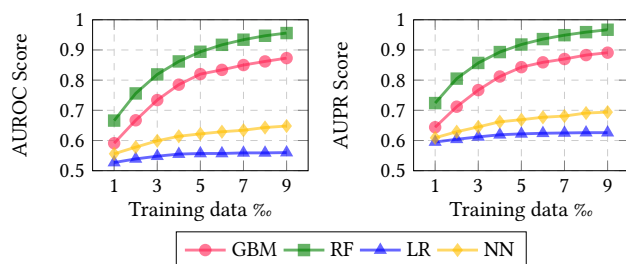 AUROC Score
1
0.9
0.8
0.7
0.6
0.5
1 3 5 7 9
Training data ‰
AUPR Score
1
0.9
0.8
0.7
0.6
0.5
1 3 5 7 9
Training data ‰
GBM RF LR NN